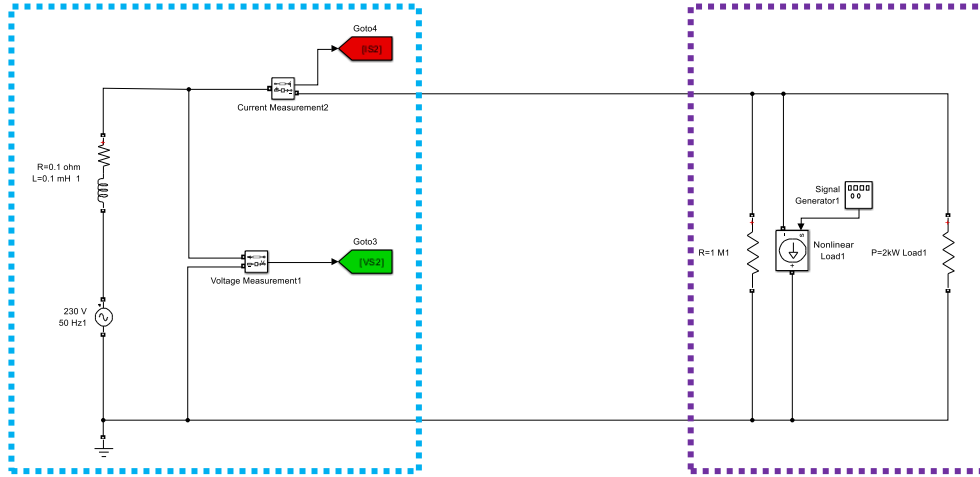 Goto4
[IS2]
Current Measurement2
R=0.1 ohm
L=0.1 mH 1
Signal
Generator1
Goto3
R=1 M1
Nonlinear
Load1
P=2kW Load1
[VS2]
Voltage Measurement1
230 V
50 Hz1